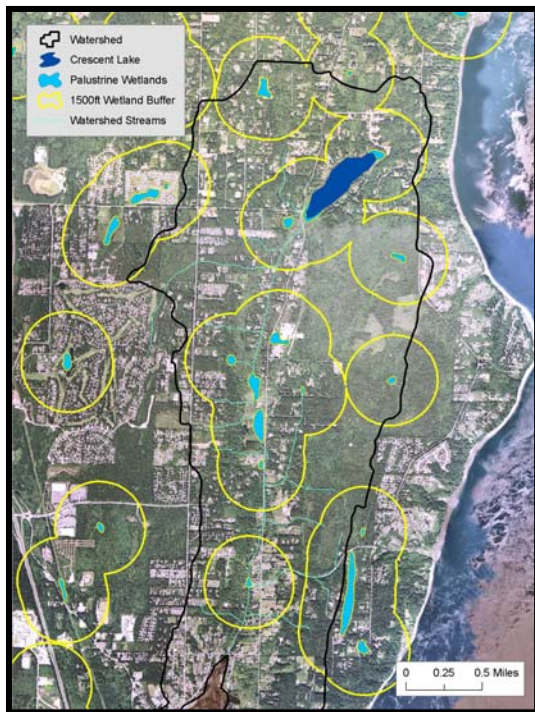 Watershed
Crescent Lake
Palustrine Wetlands
1500ft Wetland Buffer
Watershed Streams
0 0.25 0.5 Miles